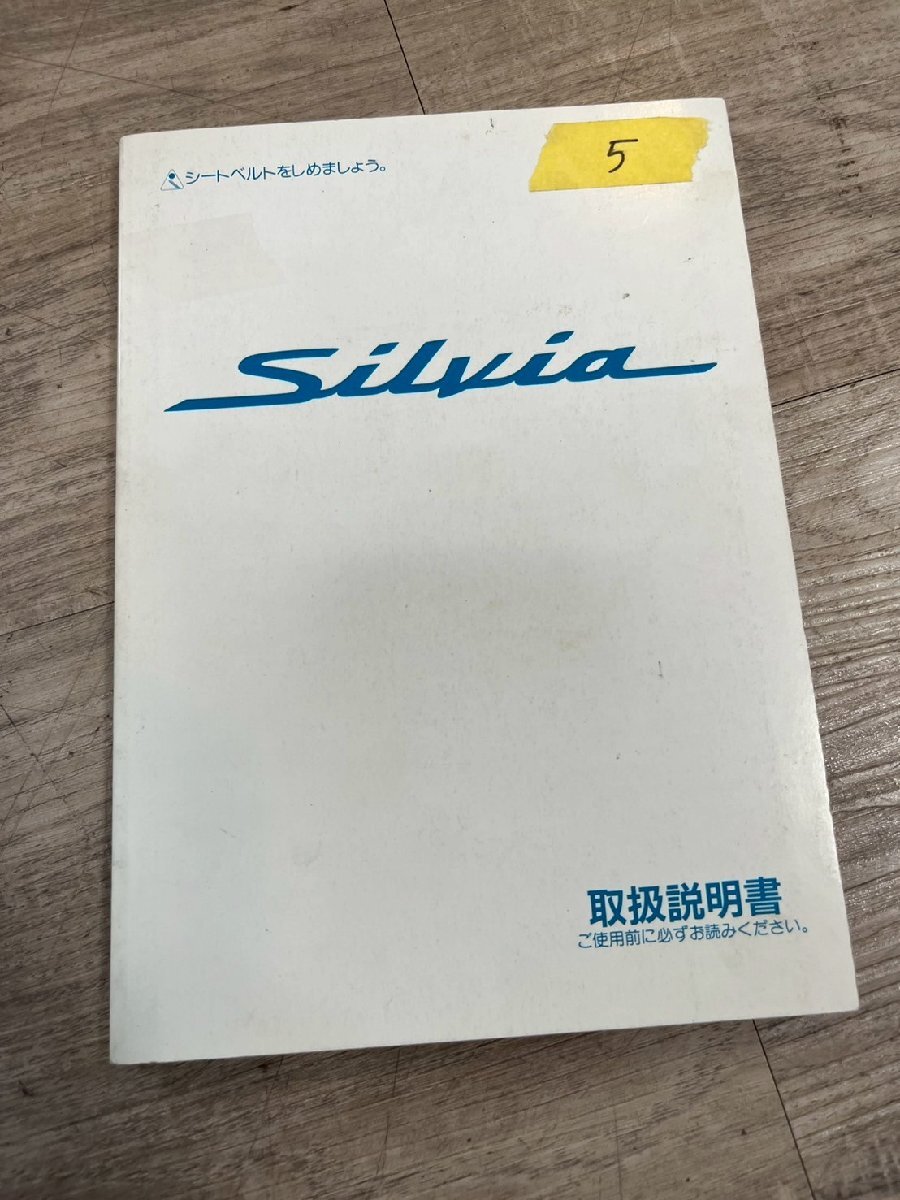 5
シートベルトをしめましょう。
Silvia
取扱説明書
ご使用前に必ずお読みください。